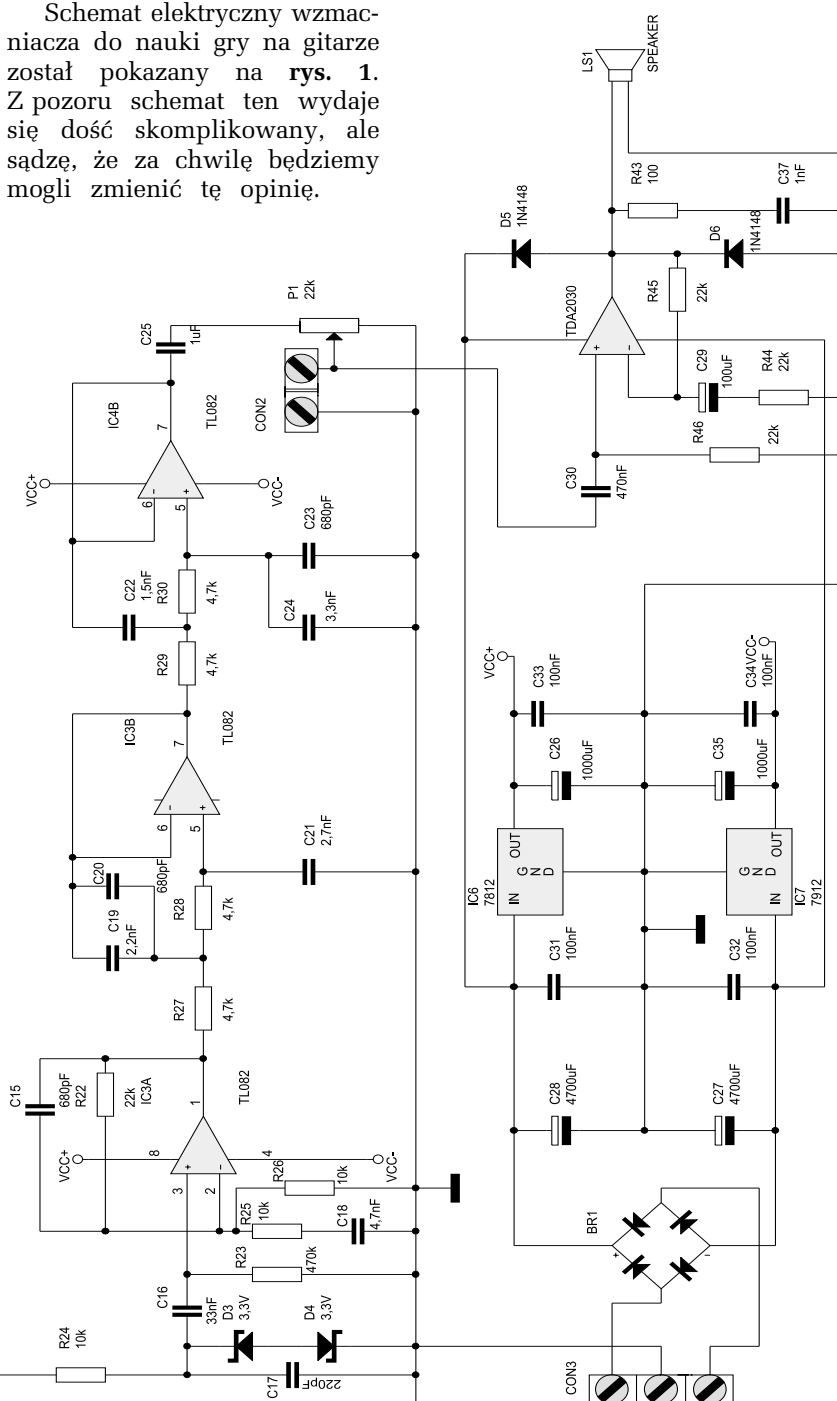 Schemat elektryczny wzmac-
niacza do nauki gry na gitarze
został pokazany na rys. 1.
Z pozoru schemat ten wydaje
się dość skomplikowany, ale
sądzę, że za chwilę będziemy
mogli zmienić tę opinię.
LS1
SPEAKER
R43
100
C37
1nF
D5
1N4148
D6
1N4148
R45
22k
TDA2030
+
-
C29
100uF
R44
22k
R46
22k
C30
470nF
P1
22k
C25
1uF
CON2
IC4B
TL082
7
6
5
-
+
VCC+
VCC-
C23
680pF
C22
1,5nF
R30
4,7k
C24
3,3nF
R29
4,7k
IC3B
TL082
7
6
5
-
+
C21
2,7nF
C20
680pF
C19
2,2nF
R28
4,7k
R27
4,7k
C15
680pF
R22
22k
IC3A
TL082
1
8
4
3
2
+
-
VCC+
VCC-
R26
10k
R25
10k
C18
4,7nF
R23
470k
C16
33nF
D3
3,3V
D4
3,3V
R24
10k
C17
220pF
VCC+
C33
100nF
C34
VCC-
100nF
C26
1000uF
C35
1000uF
IC6
7812
IN
OUT
G
N
D
IC7
7912
IN
OUT
G
N
D
C31
100nF
C32
100nF
C28
4700uF
C27
4700uF
BR1
+
-
CON3